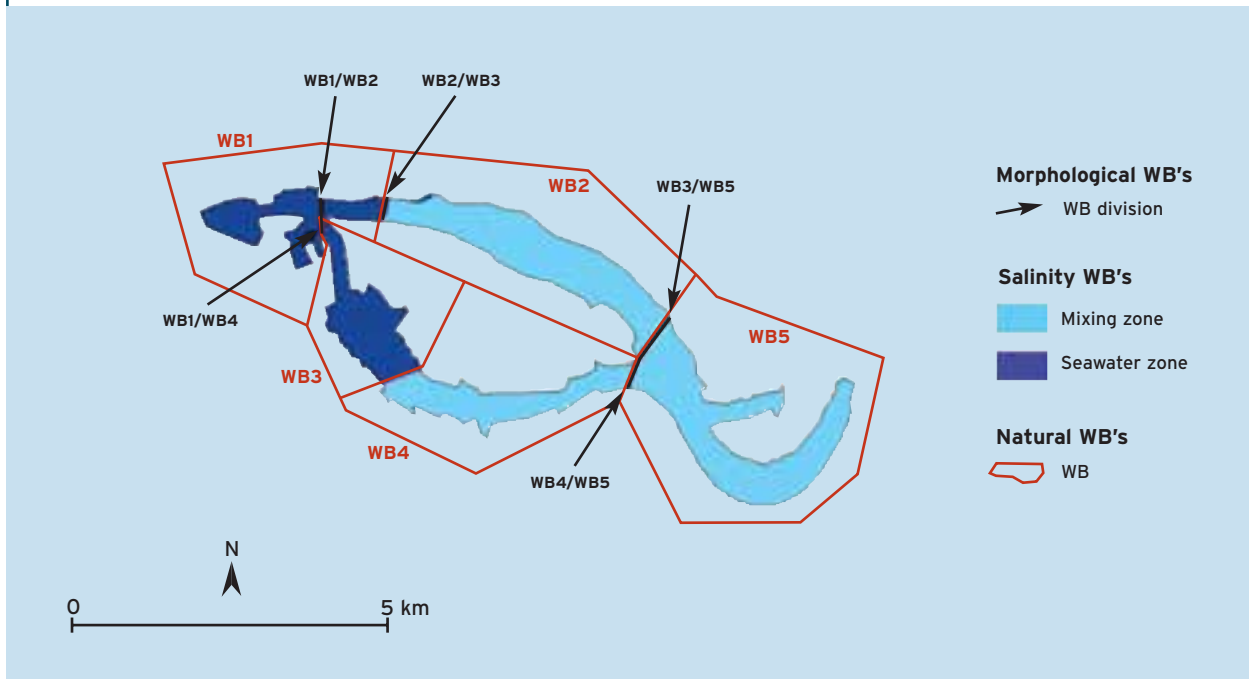 WB1/WB2
WB2/WB3
WB1
WB2
WB3/WB5
WB1/WB4
WB5
WB3
WB4
WB4/WB5
N
0
5 km
Morphological WB's
WB division
Salinity WB's
Mixing zone
Seawater zone
Natural WB's
WB